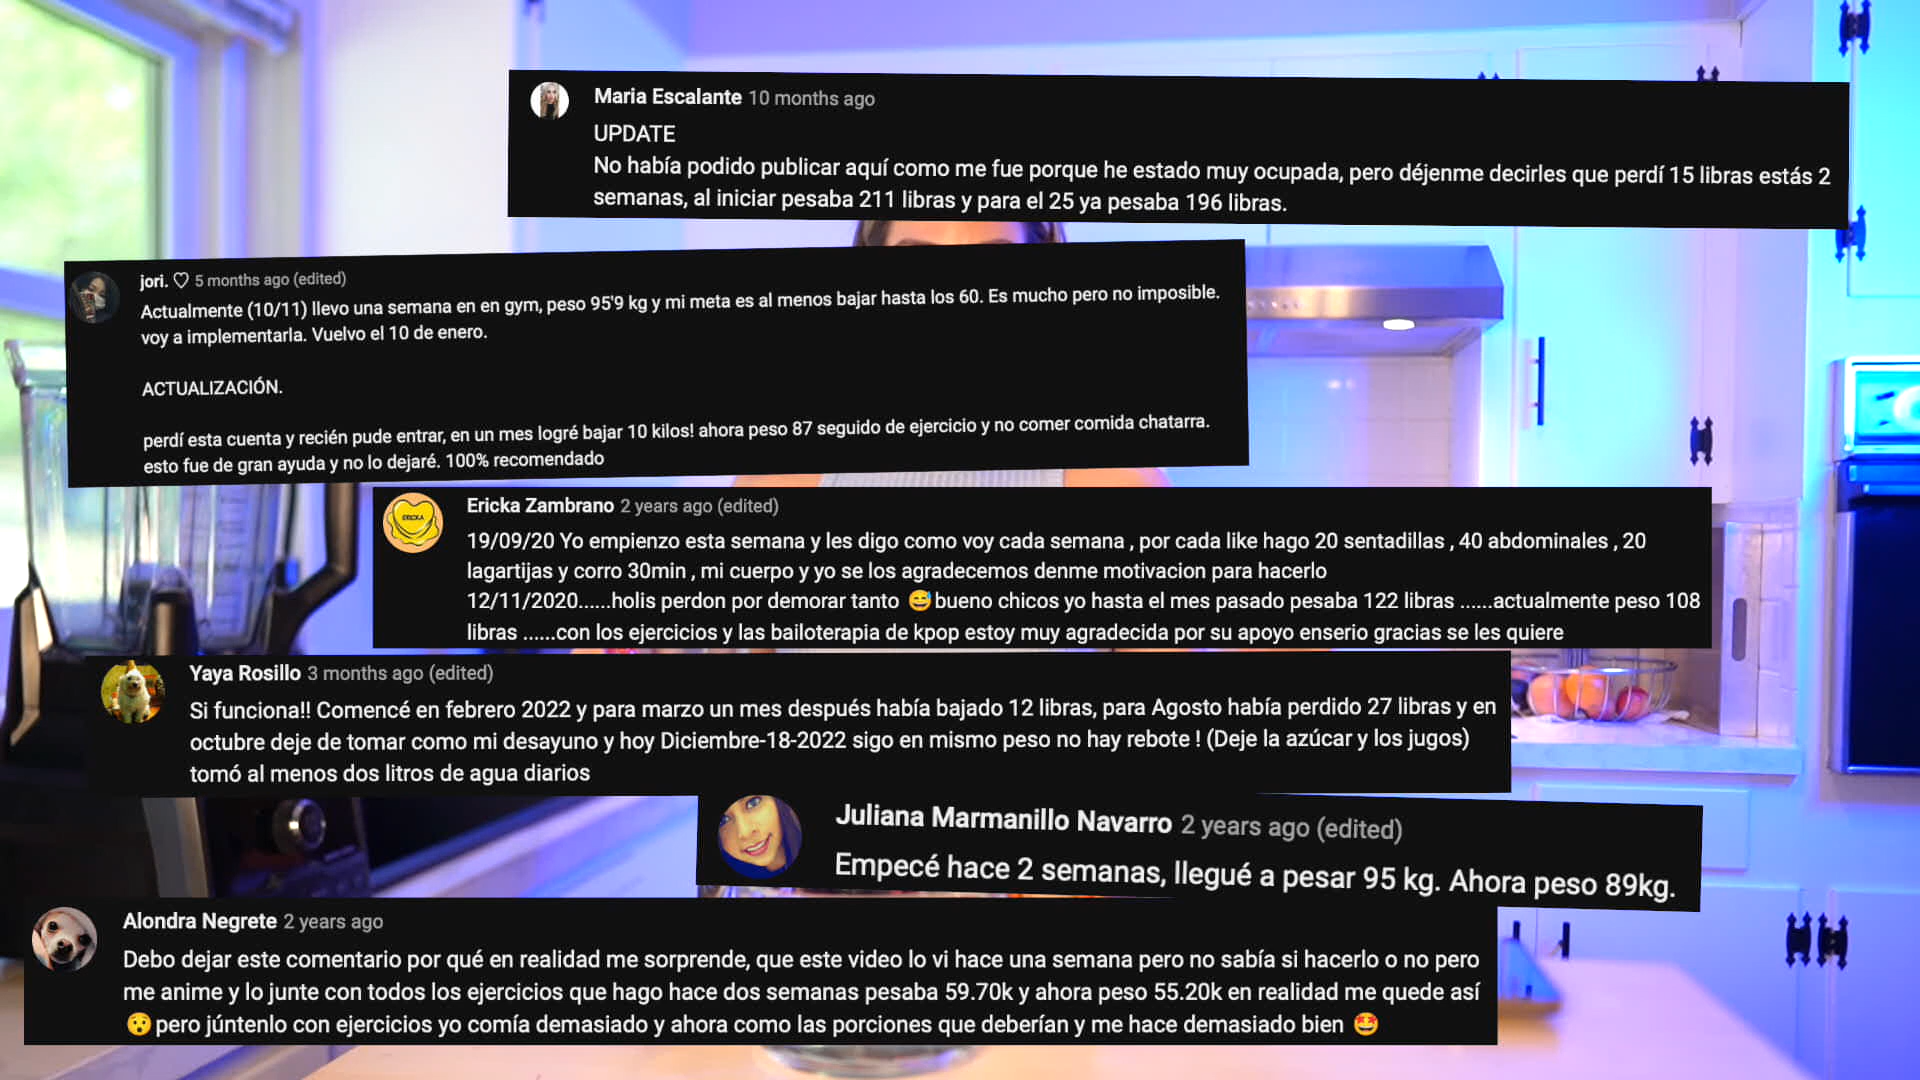 Maria Escalante 10 months ago
UPDATE
No había podido publicar aquí como me fue porque he estado muy ocupada, pero déjenme decirles que perdí 15 libras estás 2
semanas, al iniciar pesaba 211 libras y para el 25 ya pesaba 196 libras.
jori. ♡ 5 months ago (edited)
Actualmente (10/11) llevo una semana en en gym, peso 95'9 kg y mi meta es al menos bajar hasta los 60. Es mucho pero no imposible.
voy a implementarla. Vuelvo el 10 de enero.
ACTUALIZACIÓN.
perdí esta cuenta y recién pude entrar, en un mes logré bajar 10 kilos! ahora peso 87 seguido de ejercicio y no comer comida chatarra.
esto fue de gran ayuda y no lo dejaré. 100% recomendado
ERICKA
Ericka Zambrano 2 years ago (edited)
19/09/20 Yo empienzo esta semana y les digo como voy cada semana , por cada like hago 20 sentadillas , 40 abdominales , 20
lagartijas y corro 30min , mi cuerpo y yo se los agradecemos denme motivacion para hacerlo
12/11/2020......holis perdon por demorar tanto 😅bueno chicos yo hasta el mes pasado pesaba 122 libras ......actualmente peso 108
libras ......con los ejercicios y las bailoterapia de kpop estoy muy agradecida por su apoyo enserio gracias se les quiere
Yaya Rosillo 3 months ago (edited)
Si funciona!! Comencé en febrero 2022 y para marzo un mes después había bajado 12 libras, para Agosto había perdido 27 libras y en
octubre deje de tomar como mi desayuno y hoy Diciembre-18-2022 sigo en mismo peso no hay rebote ! (Deje la azúcar y los jugos)
tomó al menos dos litros de agua diarios
Juliana Marmanillo Navarro 2 years ago (edited)
Empecé hace 2 semanas, llegué a pesar 95 kg. Ahora peso 89kg.
Alondra Negrete 2 years ago
Debo dejar este comentario por qué en realidad me sorprende, que este video lo vi hace una semana pero no sabía si hacerlo o no pero
me anime y lo junte con todos los ejercicios que hago hace dos semanas pesaba 59.70k y ahora peso 55.20k en realidad me quede así
😯pero júntenlo con ejercicios yo comía demasiado y ahora como las porciones que deberían y me hace demasiado bien 🤩